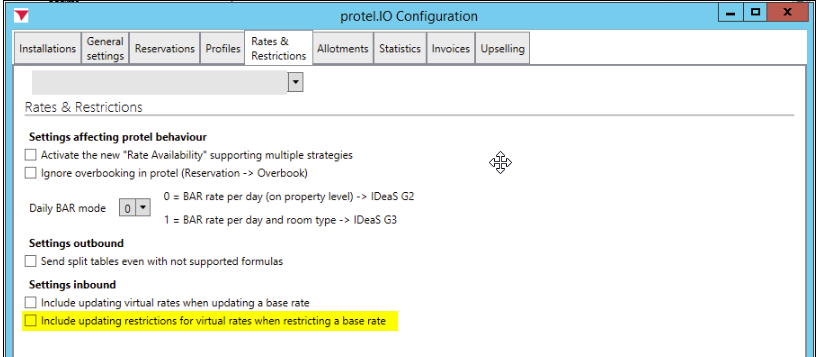 protel.IO Configuration
Installations
General settings
Reservations
Profiles
Rates & Restrictions
Allotments
Statistics
Invoices
Upselling
Rates & Restrictions
Settings affecting protel behaviour
Activate the new "Rate Availability" supporting multiple strategies
Ignore overbooking in protel (Reservation -> Overbook)
Daily BAR mode
0
0 = BAR rate per day (on property level) -> IDeaS G2
1 = BAR rate per day and room type -> IDeaS G3
Settings outbound
Send split tables even with not supported formulas
Settings inbound
Include updating virtual rates when updating a base rate
Include updating restrictions for virtual rates when restricting a base rate